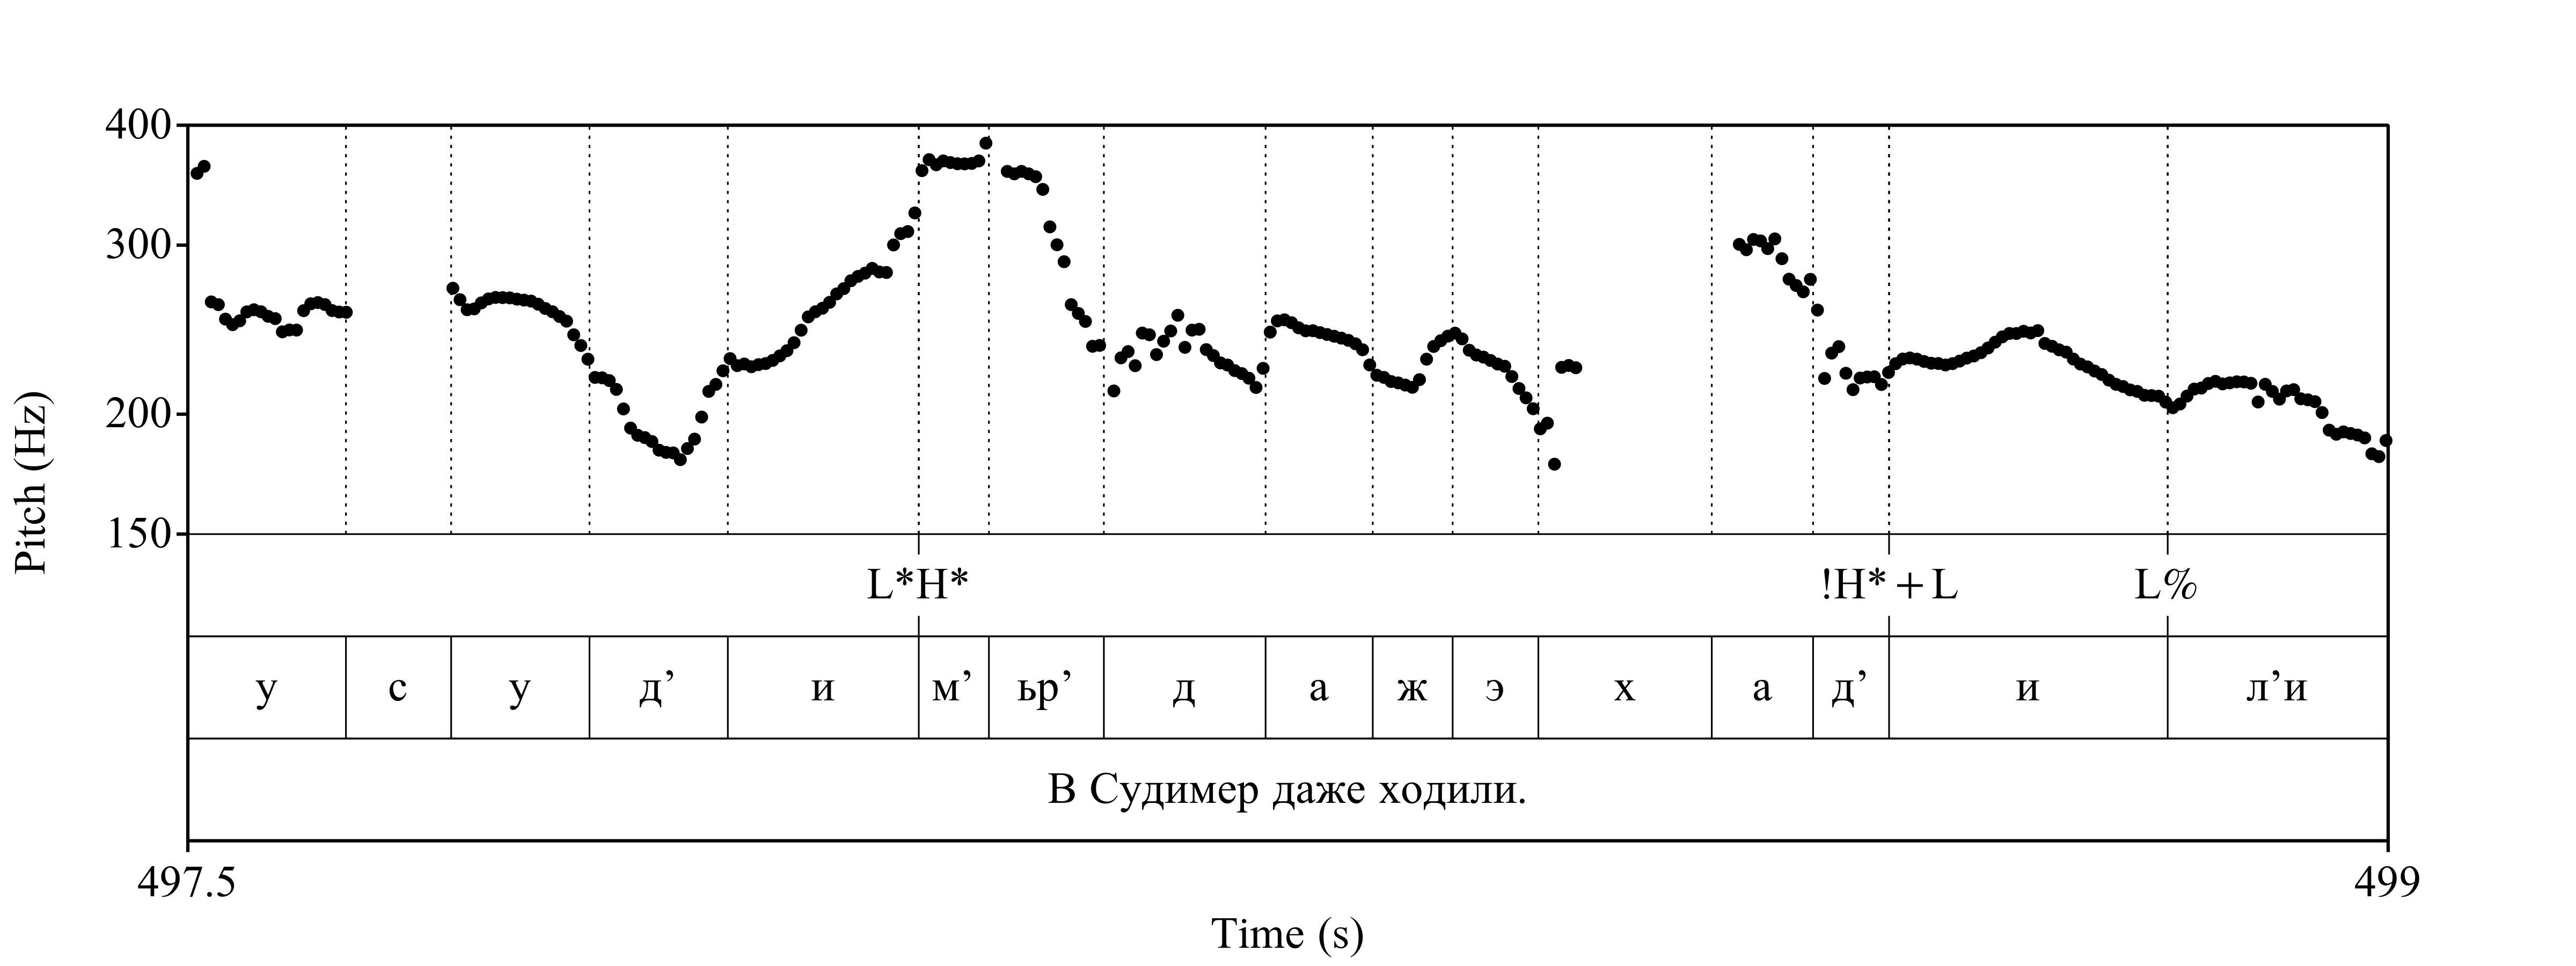 400
300
200
150
Pitch (Hz)
L*H* !H* + L L%
у с у д’ и м’ ьр’ д а ж э х а д’ и л’и
В Судимер даже ходили.
497.5 499
Time (s)